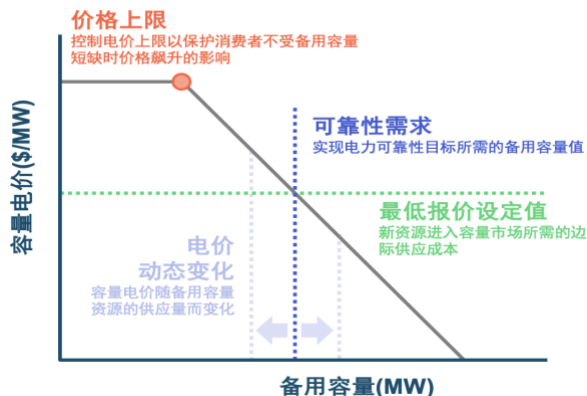 价格上限
控制电价上限以保护消费者不受备用容量
短缺时价格飙升的影响
容量电价($/MW)
可靠性需求
实现电力可靠性目标所需的备用容量值
最低报价设定值
新资源进入容量市场所需的边
际供应成本
电价
动态变化
容量电价随备用容量
资源的供应量而变化
备用容量(MW)